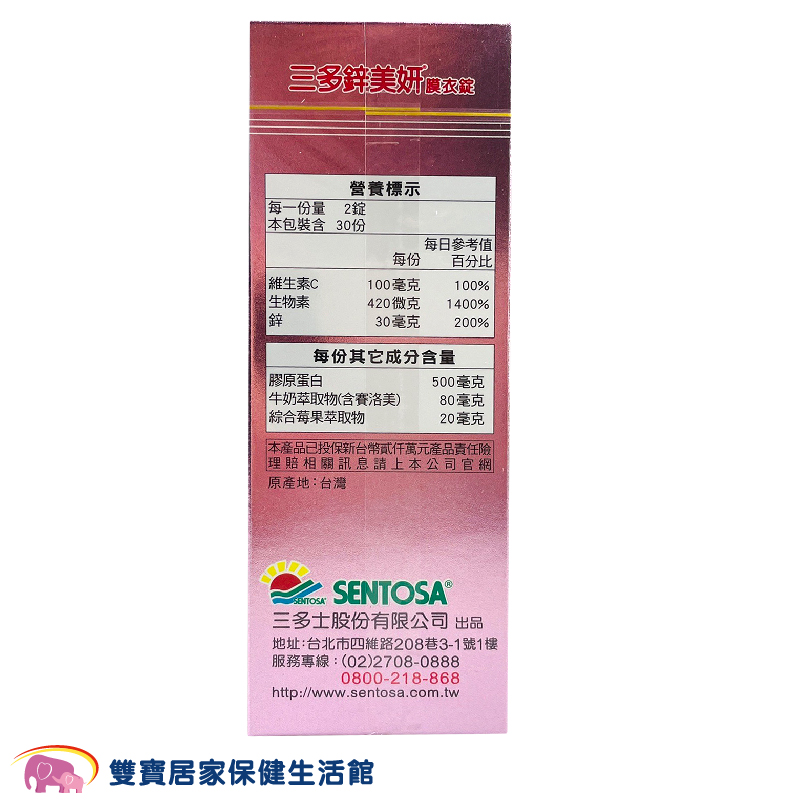 三多鋅美妍膜衣錠
營養標示
每一份量 2錠
本包裝含 30份
每日參考值
每份 百分比
維生素C 100毫克 100%
生物素 420微克 1400%
鋅 30毫克 200%
每份其它成分含量
膠原蛋白 500毫克
牛奶萃取物(含賽洛美) 80毫克
綜合莓果萃取物 20毫克
本產品已投保新台幣貳仟萬元產品責任險
理賠相關訊息請上本公司官網
原產地：台灣
SENTOSA SENTOSA®
三多士股份有限公司 出品
地址：台北市四維路208巷3-1號1樓
服務專線：(02)2708-0888
0800-218-868
http://www.sentosa.com.tw
雙寶居家保健生活館